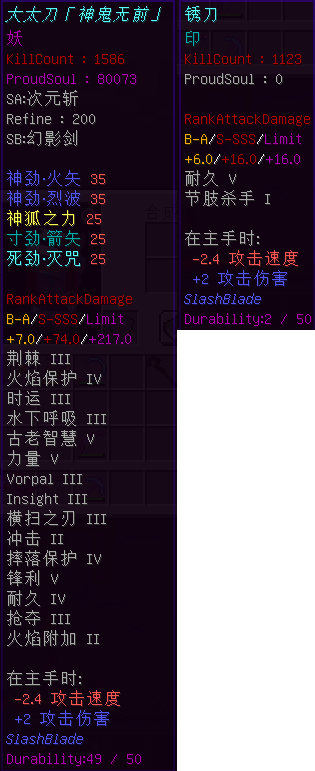 大太刀「神鬼无前」
妖
KillCount : 1586
ProudSoul : 80073
SA:次元斩
Refine : 200
SB:幻影剑
神劲·火矢 35
神劲·烈波 35
神狐之力 25
寸劲·箭矢 25
死劲·灭咒 25
RankAttackDamage
B-A/S-SSS/Limit
+7.0/+74.0/+217.0
荆棘 III
火焰保护 IV
时运 III
水下呼吸 III
古老智慧 V
力量 V
Vorpal III
Insight III
横扫之刃 III
冲击 II
摔落保护 IV
锋利 V
耐久 IV
抢夺 III
火焰附加 II
在主手时:
-2.4 攻击速度
+2 攻击伤害
SlashBlade
Durability:49 / 50
锈刀
印
KillCount : 1123
ProudSoul : 0
RankAttackDamage
B-A/S-SSS/Limit
+6.0/+16.0/+16.0
耐久 V
节肢杀手 I
在主手时:
-2.4 攻击速度
+2 攻击伤害
SlashBlade
Durability:2 / 50